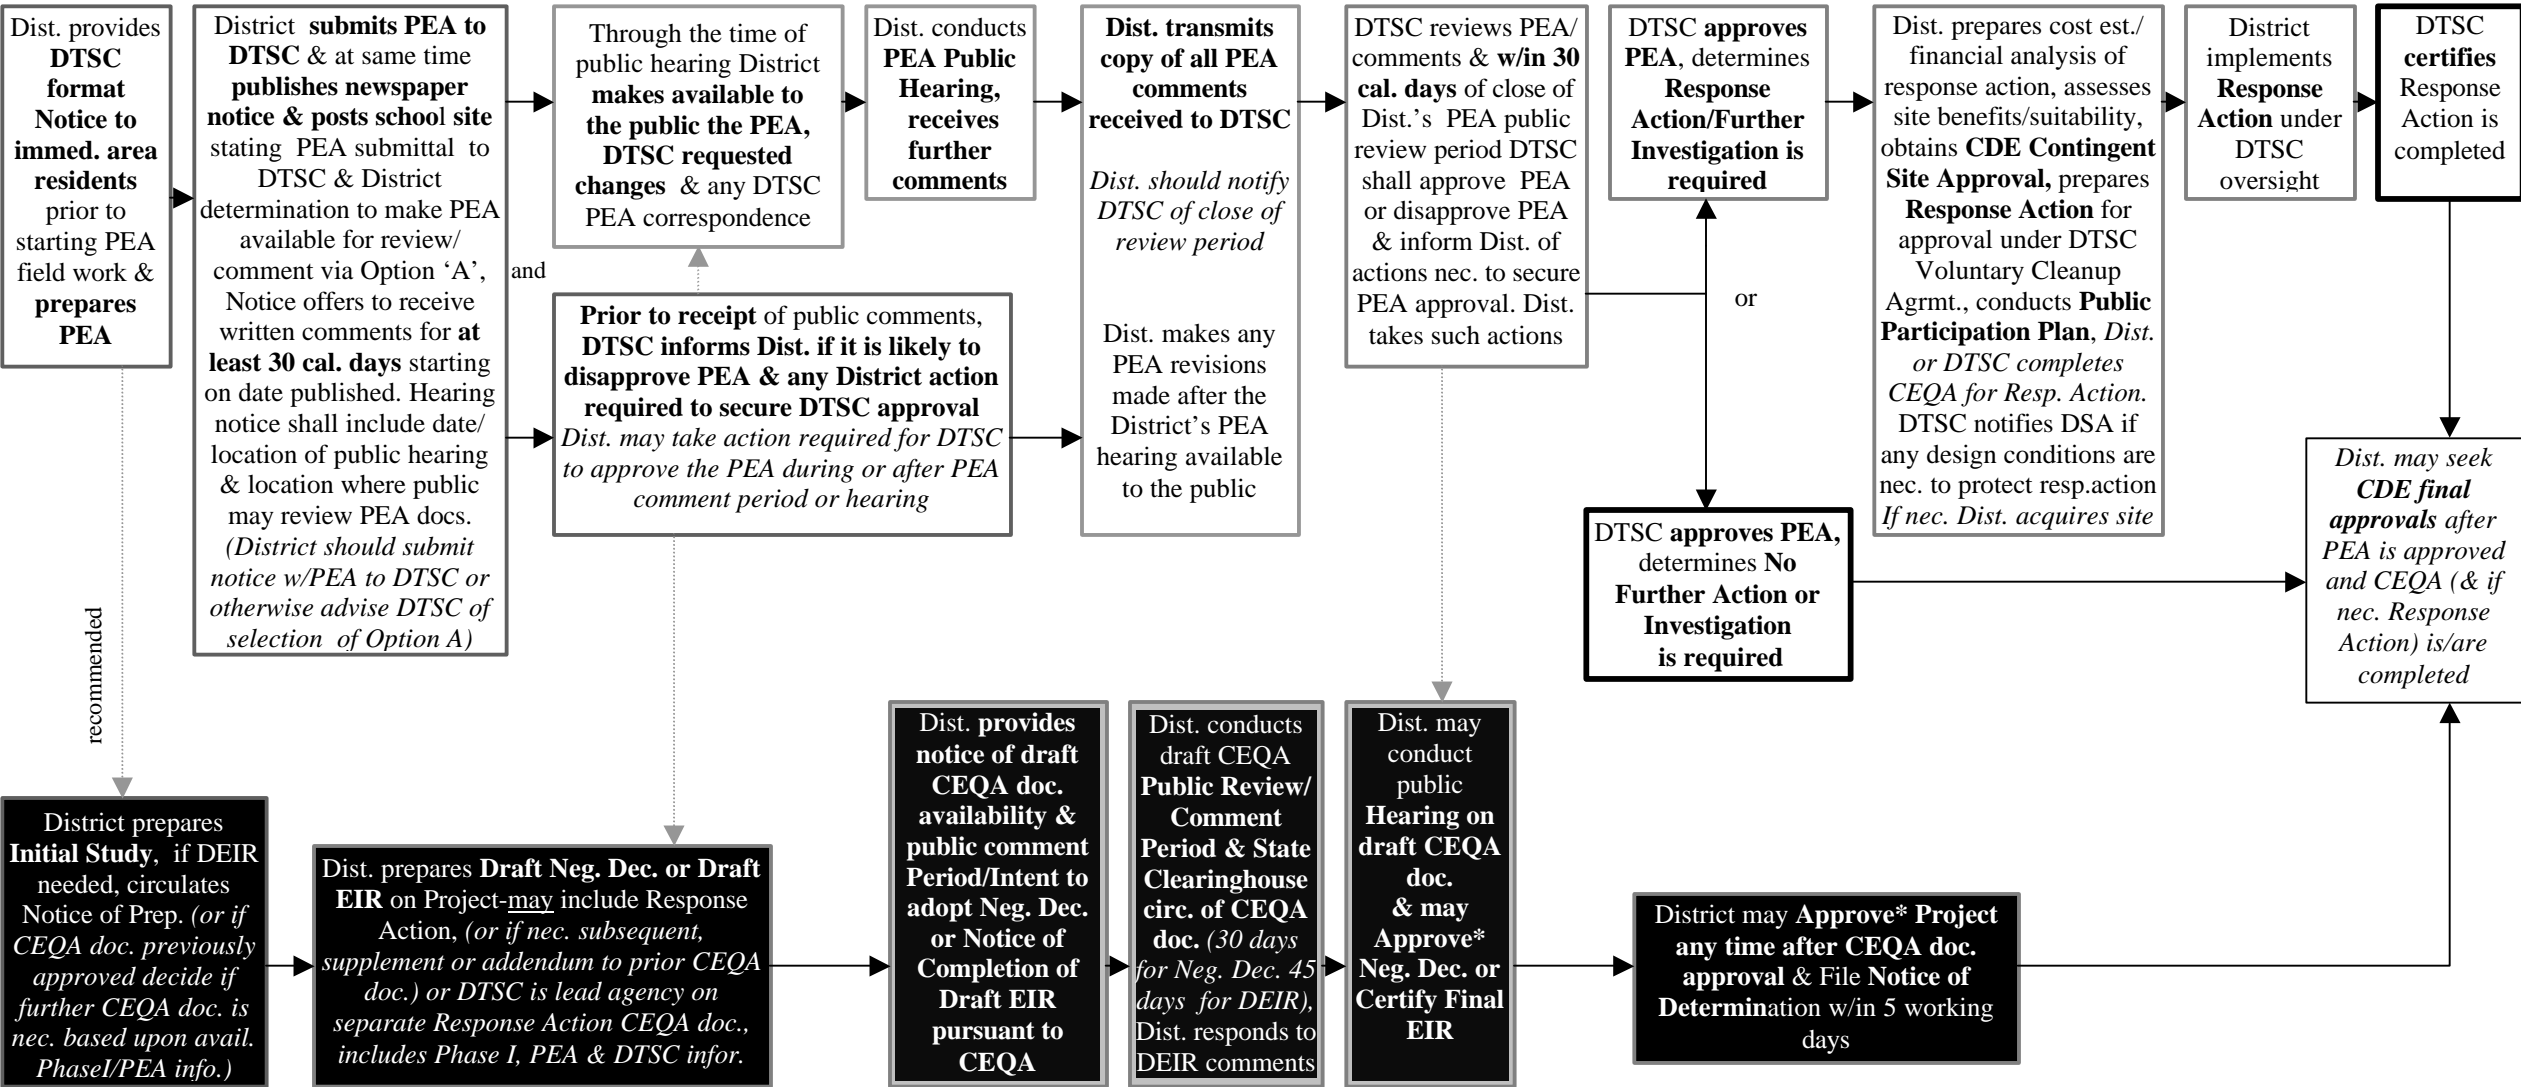 Dist. provides
DTSC
format
Notice to
immed. area
residents
prior to
starting PEA
field work &
prepares
PEA
District submits PEA to
DTSC & at same time
publishes newspaper
notice & posts school site
stating PEA submittal to
DTSC & District
determination to make PEA
available for review/
comment via Option ‘A’,
Notice offers to receive
written comments for at
least 30 cal. days starting
on date published. Hearing
notice shall include date/
location of public hearing
& location where public
may review PEA docs.
(District should submit
notice w/PEA to DTSC or
otherwise advise DTSC of
selection of Option A)
and
Through the time of
public hearing District
makes available to
the public the PEA,
DTSC requested
changes & any DTSC
PEA correspondence
Prior to receipt of public comments,
DTSC informs Dist. if it is likely to
disapprove PEA & any District action
required to secure DTSC approval
Dist. may take action required for DTSC
to approve the PEA during or after PEA
comment period or hearing
Dist. conducts
PEA Public
Hearing,
receives
further
comments
Dist. transmits
copy of all PEA
comments
received to DTSC
Dist. should notify
DTSC of close of
review period
Dist. makes any
PEA revisions
made after the
District’s PEA
hearing available
to the public
DTSC reviews PEA/
comments & w/in 30
cal. days of close of
Dist.’s PEA public
review period DTSC
shall approve PEA
or disapprove PEA
& inform Dist. of
actions nec. to secure
PEA approval. Dist.
takes such actions
DTSC approves
PEA, determines
Response
Action/Further
Investigation is
required
or
DTSC approves PEA,
determines No
Further Action or
Investigation
is required
Dist. prepares cost est./
financial analysis of
response action, assesses
site benefits/suitability,
obtains CDE Contingent
Site Approval, prepares
Response Action for
approval under DTSC
Voluntary Cleanup
Agrmt., conducts Public
Participation Plan, Dist.
or DTSC completes
CEQA for Resp. Action.
DTSC notifies DSA if
any design conditions are
nec. to protect resp.action
If nec. Dist. acquires site
District
implements
Response
Action under
DTSC
oversight
DTSC
certifies
Response
Action is
completed
Dist. may seek
CDE final
approvals after
PEA is approved
and CEQA (& if
nec. Response
Action) is/are
completed
recommended
District prepares
Initial Study, if DEIR
needed, circulates
Notice of Prep. (or if
CEQA doc. previously
approved decide if
further CEQA doc. is
nec. based upon avail.
PhaseI/PEA info.)
Dist. prepares Draft Neg. Dec. or Draft
EIR on Project-may include Response
Action, (or if nec. subsequent,
supplement or addendum to prior CEQA
doc.) or DTSC is lead agency on
separate Response Action CEQA doc.,
includes Phase I, PEA & DTSC infor.
Dist. provides
notice of draft
CEQA doc.
availability &
public comment
Period/Intent to
adopt Neg. Dec.
or Notice of
Completion of
Draft EIR
pursuant to
CEQA
Dist. conducts
draft CEQA
Public Review/
Comment
Period & State
Clearinghouse
circ. of CEQA
doc. (30 days
for Neg. Dec. 45
days for DEIR),
Dist. responds to
DEIR comments
Dist. may
conduct
public
Hearing on
draft CEQA
doc.
& may
Approve*
Neg. Dec. or
Certify Final
EIR
District may Approve* Project
any time after CEQA doc.
approval & File Notice of
Determination w/in 5 working
days